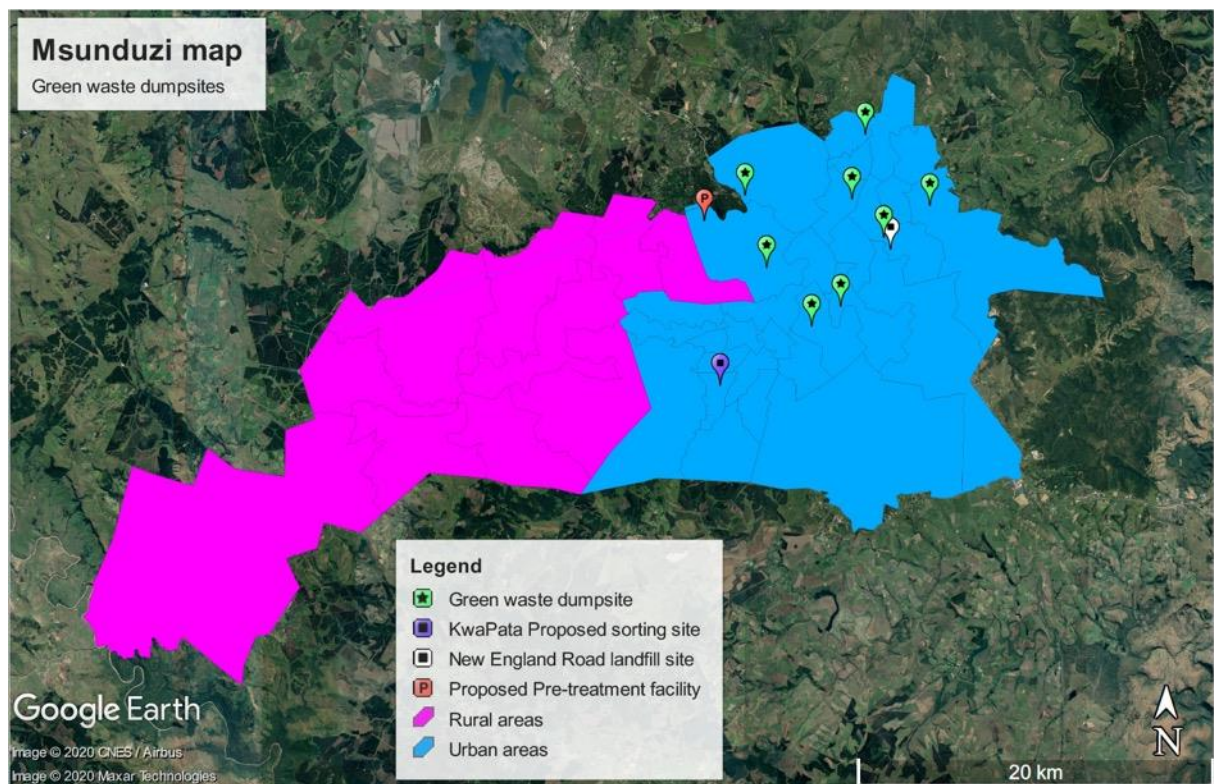 Msunduzi map
Green waste dumpsites
P
Legend
Green waste dumpsite
KwaPata Proposed sorting site
New England Road landfill site
P Proposed Pre-treatment facility
Rural areas
Urban areas
Google Earth
Image © 2020 CNES / Airbus
Image © 2020 Maxar Technologies
N
20 km